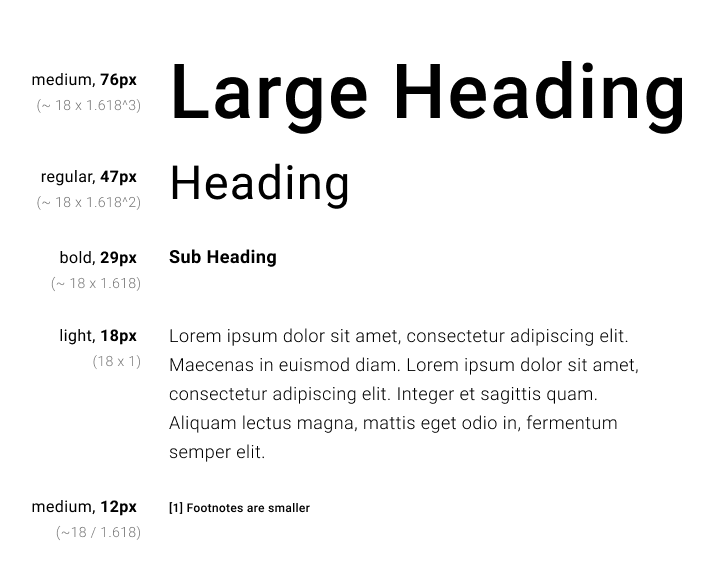 medium, 76px
(~ 18 x 1.618^3)
Large Heading
regular, 47px
(~ 18 x 1.618^2)
Heading
bold, 29px
(~ 18 x 1.618)
Sub Heading
light, 18px
(18 x 1)
Lorem ipsum dolor sit amet, consectetur adipiscing elit.
Maecenas in euismod diam. Lorem ipsum dolor sit amet,
consectetur adipiscing elit. Integer et sagittis quam.
Aliquam lectus magna, mattis eget odio in, fermentum
semper elit.
medium, 12px
(~18 / 1.618)
[1] Footnotes are smaller